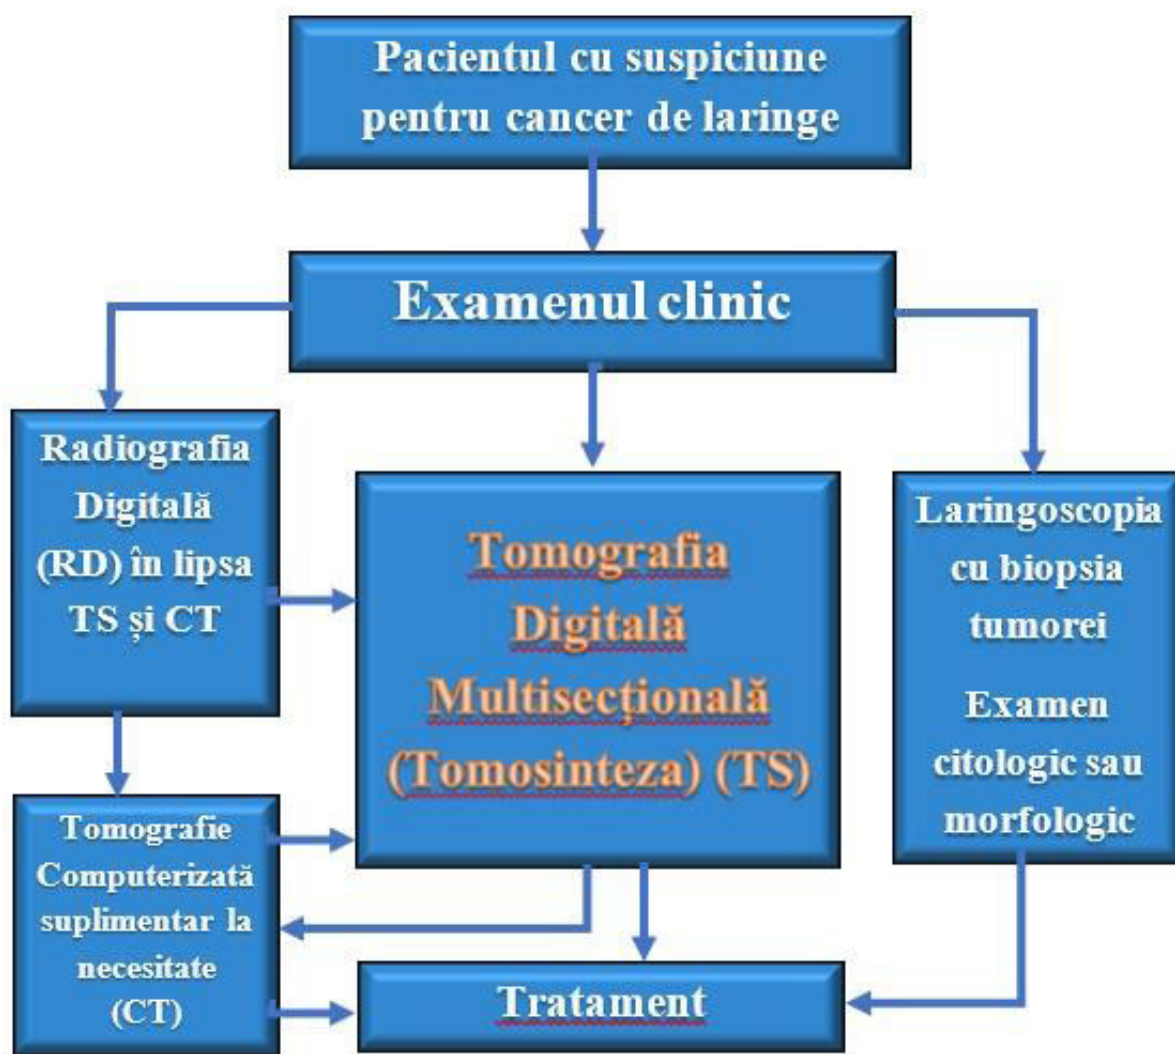 Pacientul cu suspiciune
pentru cancer de laringe
Examenul clinic
Radiografia
Digitală
(RD) în lipsa
TS și CT
Tomografia
Digitală
Multisecțională
(Tomosinteza) (TS)
Laringoscopia
cu biopsia
tumorei
Examen
citologic sau
morfologic
Tomografie
Computerizată
suplimentar la
necesitate
(CT)
Tratament